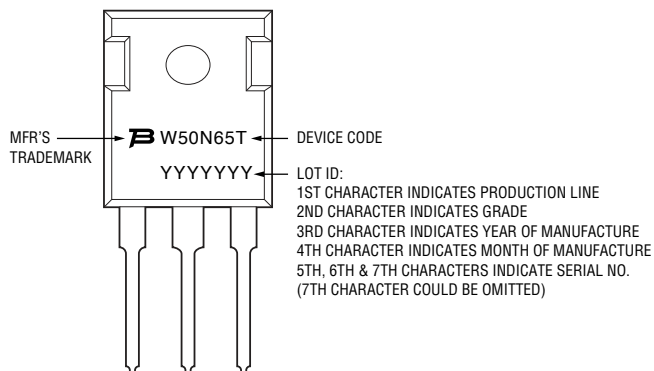 MFR'S
TRADEMARK
W50N65T
DEVICE CODE
YYYYYYY
LOT ID:
1ST CHARACTER INDICATES PRODUCTION LINE
2ND CHARACTER INDICATES GRADE
3RD CHARACTER INDICATES YEAR OF MANUFACTURE
4TH CHARACTER INDICATES MONTH OF MANUFACTURE
5TH, 6TH & 7TH CHARACTERS INDICATE SERIAL NO.
(7TH CHARACTER COULD BE OMITTED)